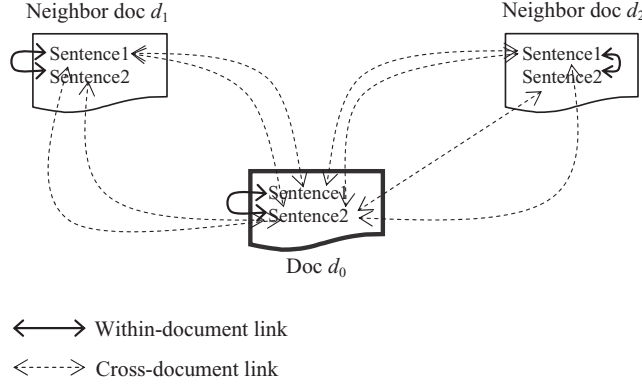 Neighbor doc d1
Neighbor doc d2
Sentence1
Sentence2
Sentence1
Sentence2
Sentence1
Sentence2
Doc d0
Within-document link
Cross-document link